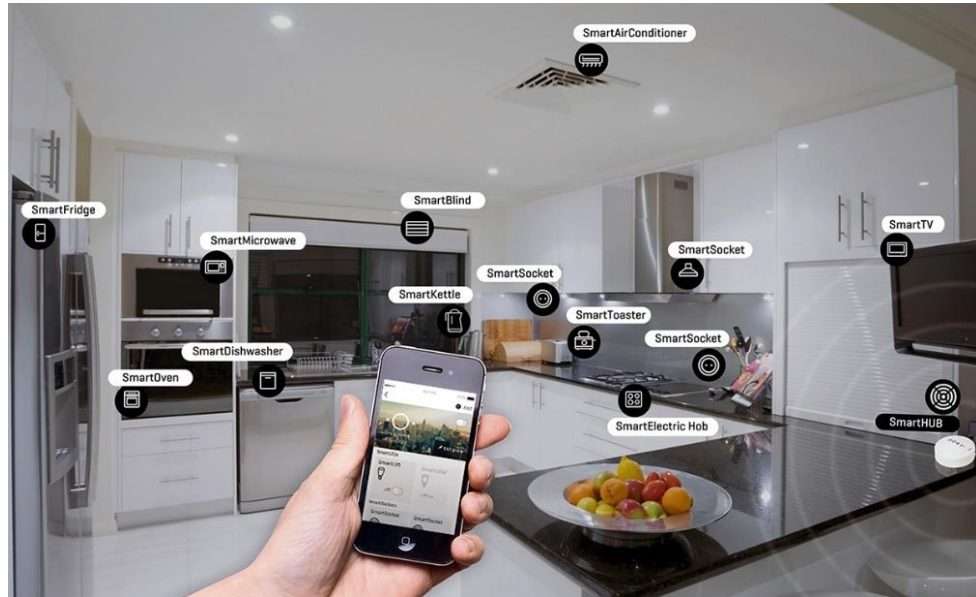 SmartAirConditioner
SmartFridge
SmartBlind
SmartTV
SmartMicrowave
SmartSocket
SmartSocket
SmartKettle
SmartToaster
SmartSocket
SmartDishwasher
SmartOven
SmartElectric Hob
SmartHUB